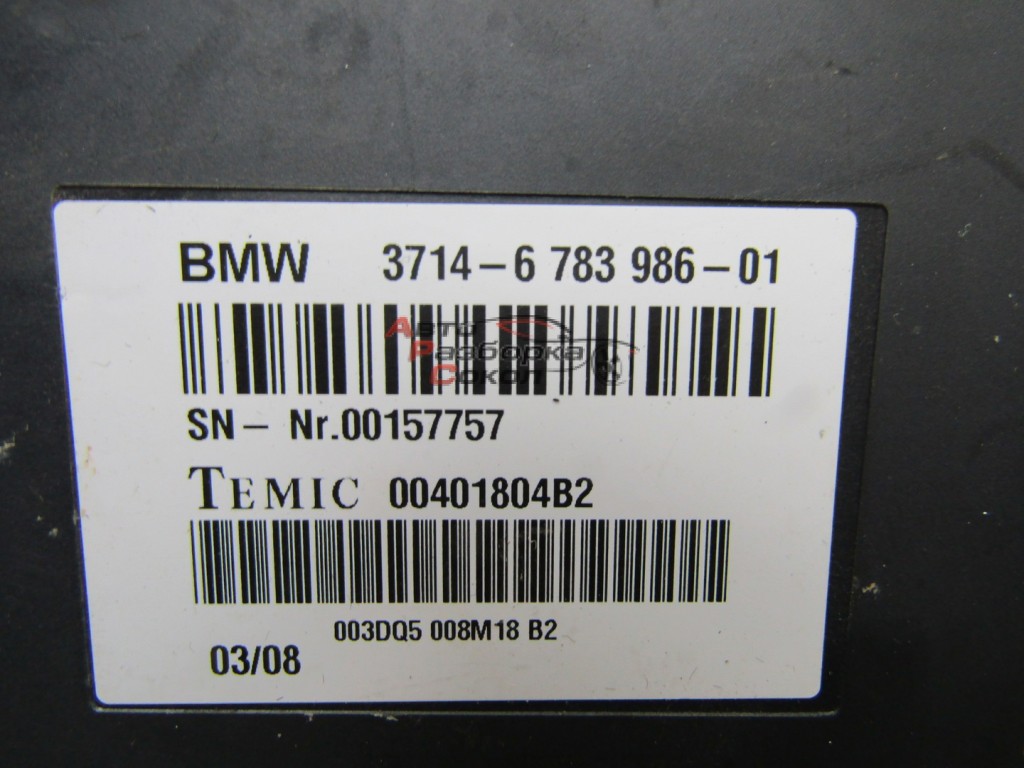 BMW 3714-6 783 986-01
Авто
Разборка
Сокол
SN- Nr.00157757
TEMIC 00401804B2
003DQ5 008M18 B2
03/08